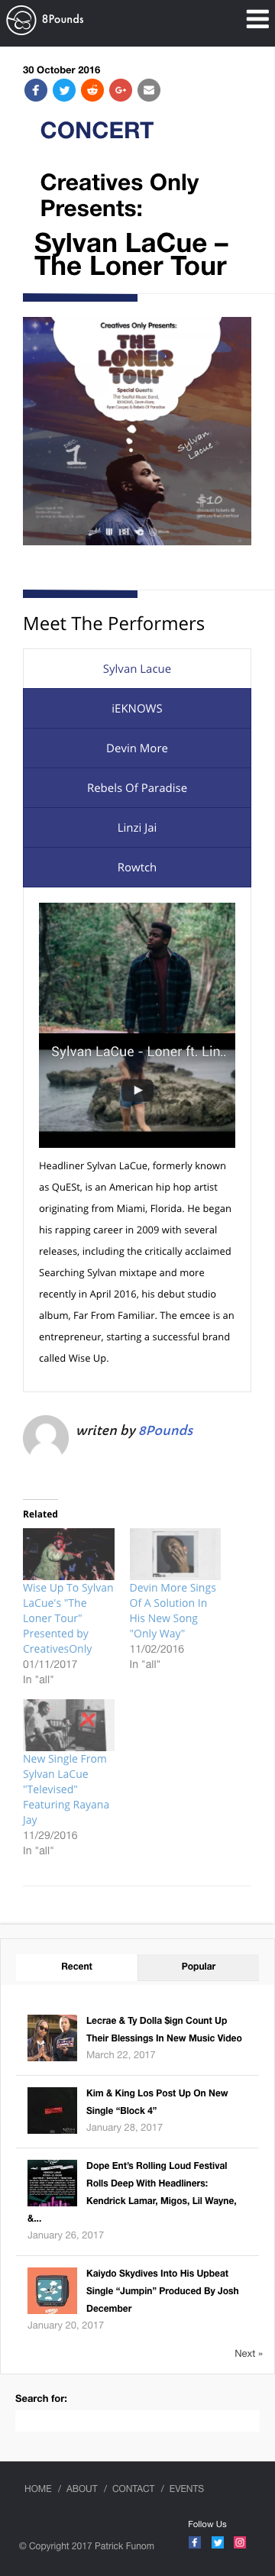 8Pounds
30 October 2016
CONCERT
Creatives Only
Presents:
Sylvan LaCue –
The Loner Tour
Creatives Only Presents:
THE
LONER
TOUR
Special Guests:
The Soulful Music Band,
DEC.
1
Sylvan
Lacue
$10
Meet The Performers
Sylvan Lacue
iEKNOWS
Devin More
Rebels Of Paradise
Linzi Jai
Rowtch
Sylvan LaCue - Loner ft. Lin..
Headliner Sylvan LaCue, formerly known
as QuESt, is an American hip hop artist
originating from Miami, Florida. He began
his rapping career in 2009 with several
releases, including the critically acclaimed
Searching Sylvan mixtape and more
recently in April 2016, his debut studio
album, Far From Familiar. The emcee is an
entrepreneur, starting a successful brand
called Wise Up.
writen by 8Pounds
Related
Wise Up To Sylvan
LaCue's "The
Loner Tour"
Presented by
CreativesOnly
01/11/2017
In "all"
Devin More Sings
Of A Solution In
His New Song
"Only Way"
11/02/2016
In "all"
New Single From
Sylvan LaCue
"Televised"
Featuring Rayana
Jay
11/29/2016
In "all"
Recent
Popular
Lecrae & Ty Dolla $ign Count Up
Their Blessings In New Music Video
March 22, 2017
Kim & King Los Post Up On New
Single “Block 4”
January 28, 2017
Dope Ent’s Rolling Loud Festival
Rolls Deep With Headliners:
Kendrick Lamar, Migos, Lil Wayne,
&...
January 26, 2017
Kaiydo Skydives Into His Upbeat
Single “Jumpin” Produced By Josh
December
January 20, 2017
Next »
Search for:
HOME / ABOUT / CONTACT / EVENTS
Follow Us
© Copyright 2017 Patrick Funom